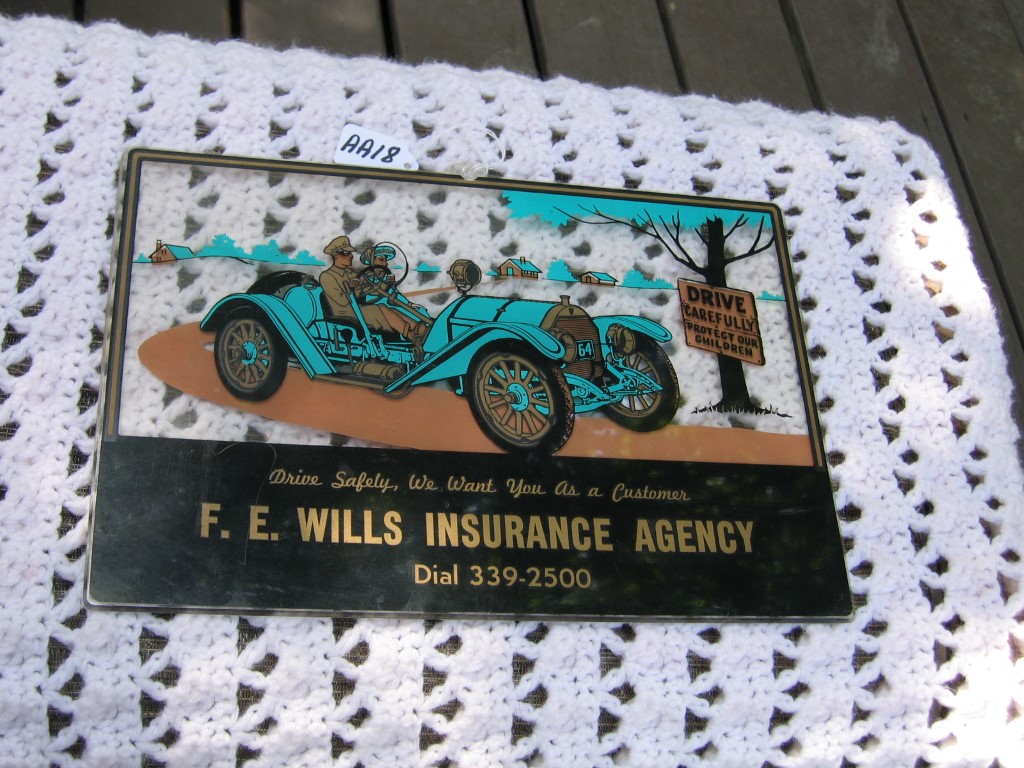 AA18
DRIVE
CAREFULLY
PROTECT OUR
CHILDREN
64
Drive Safely, We Want You As a Customer
F. E. WILLS INSURANCE AGENCY
Dial 339-2500